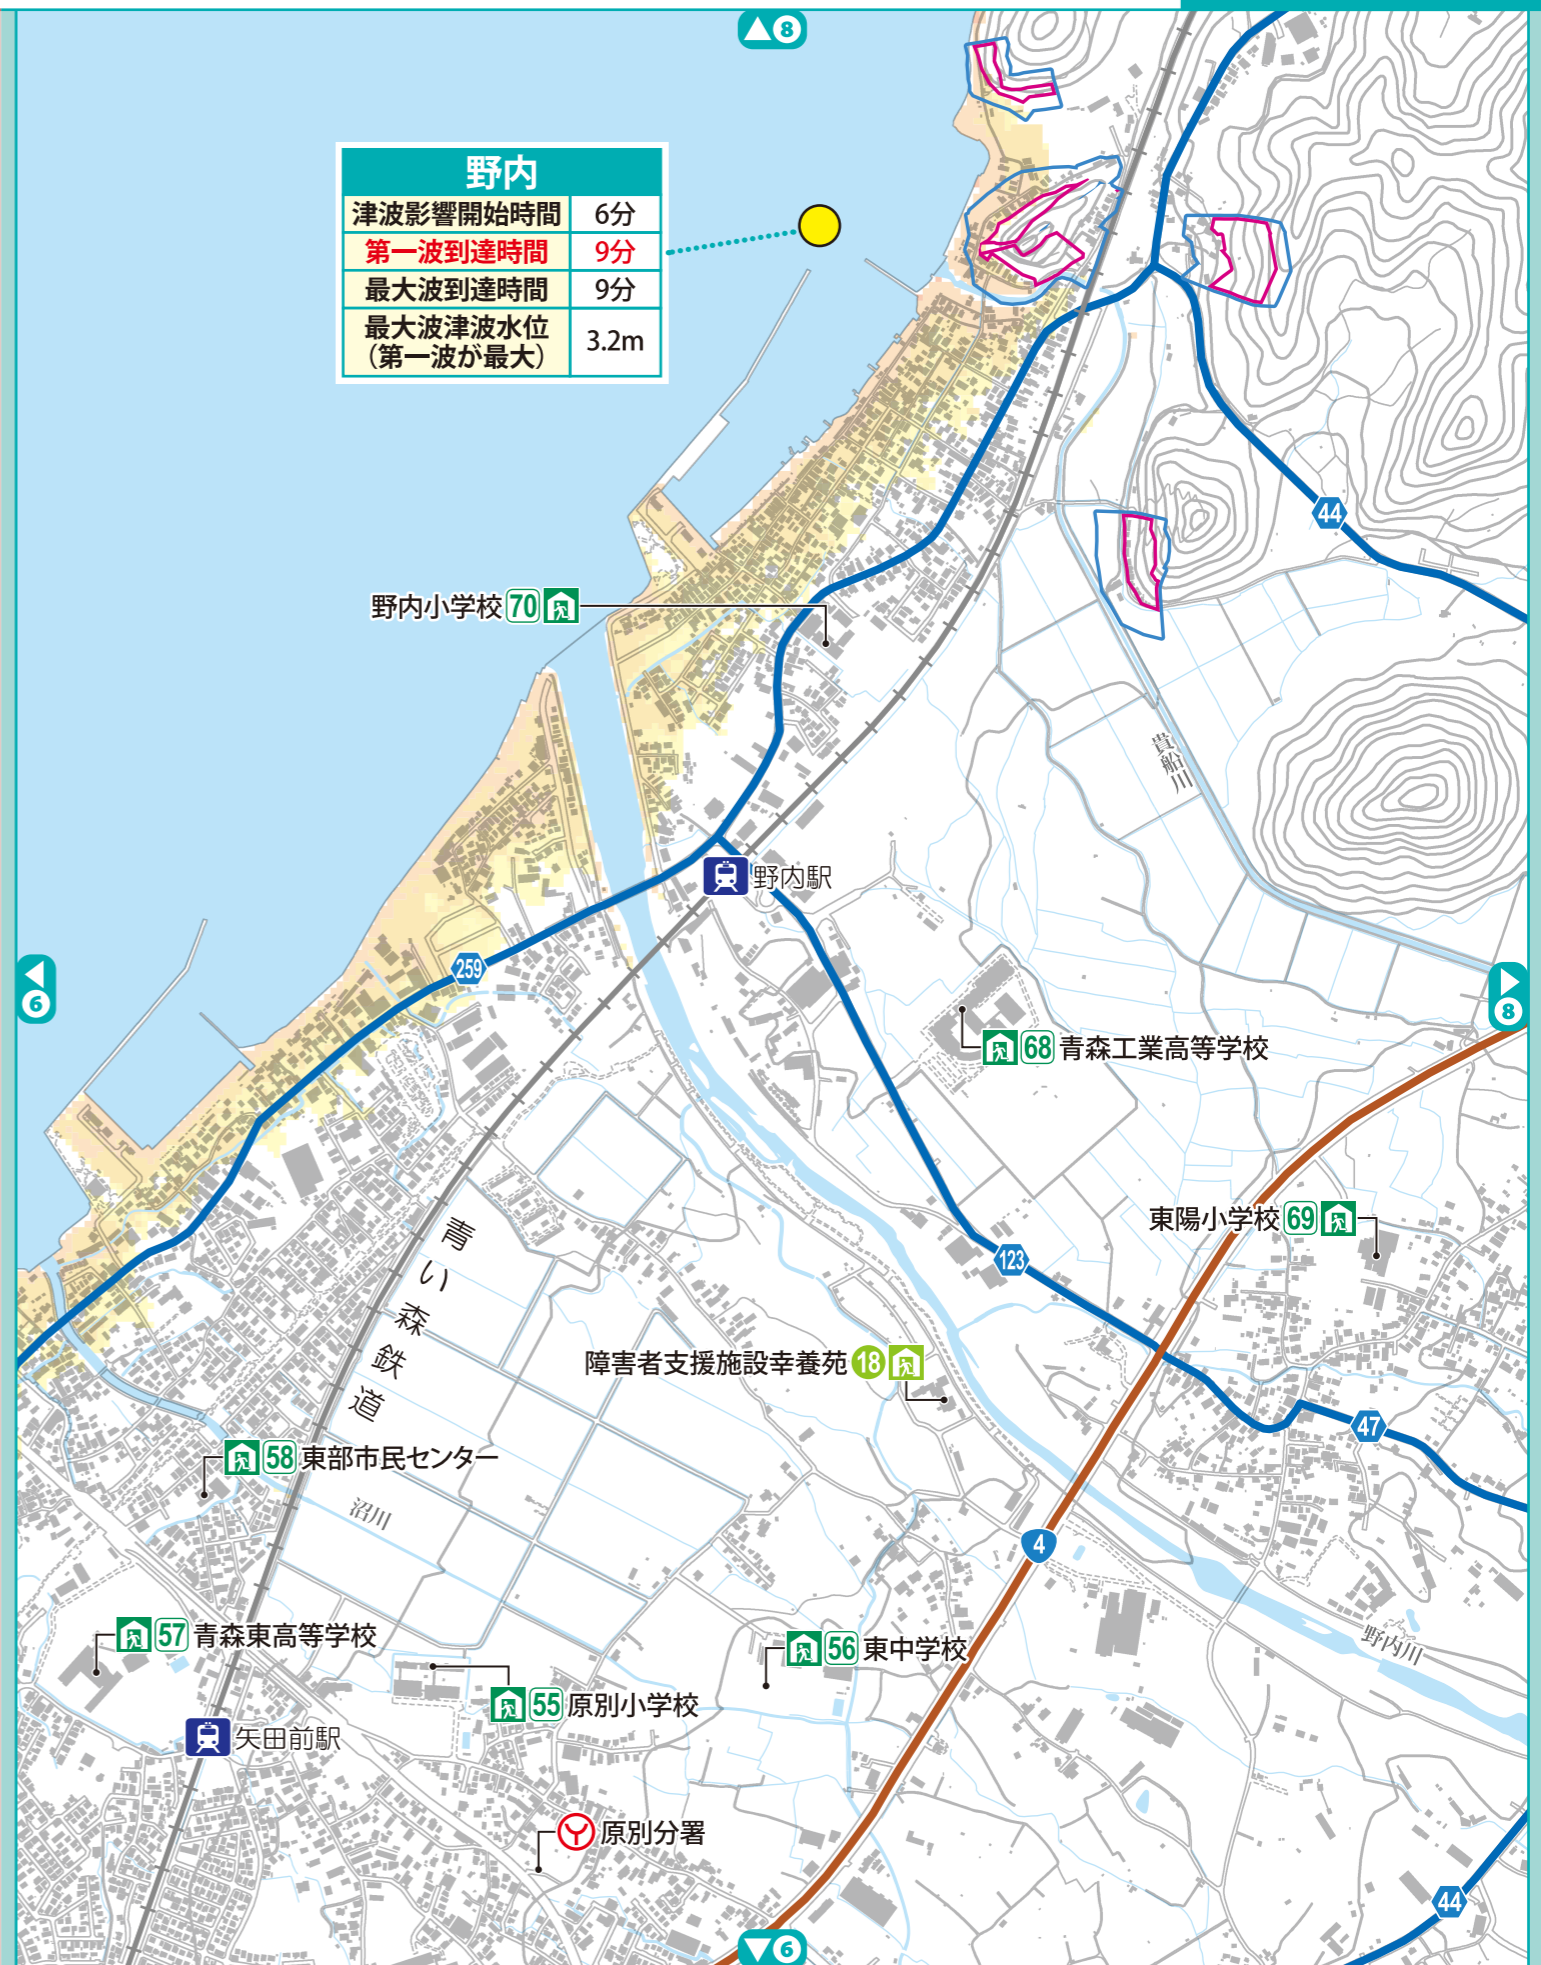 8
野内
津波影響開始時間 6分
第一波到達時間 9分
最大波到達時間 9分
最大波津波水位 3.2m
（第一波が最大）
44
野内小学校 70
貴船川
野内駅
259
6
8
68 青森工業高等学校
東陽小学校 69
青い森鉄道
123
障害者支援施設幸養苑 18
47
58 東部市民センター
沼川
4
57 青森東高等学校
56 東中学校
野内川
55 原別小学校
矢田前駅
原別分署
44
6